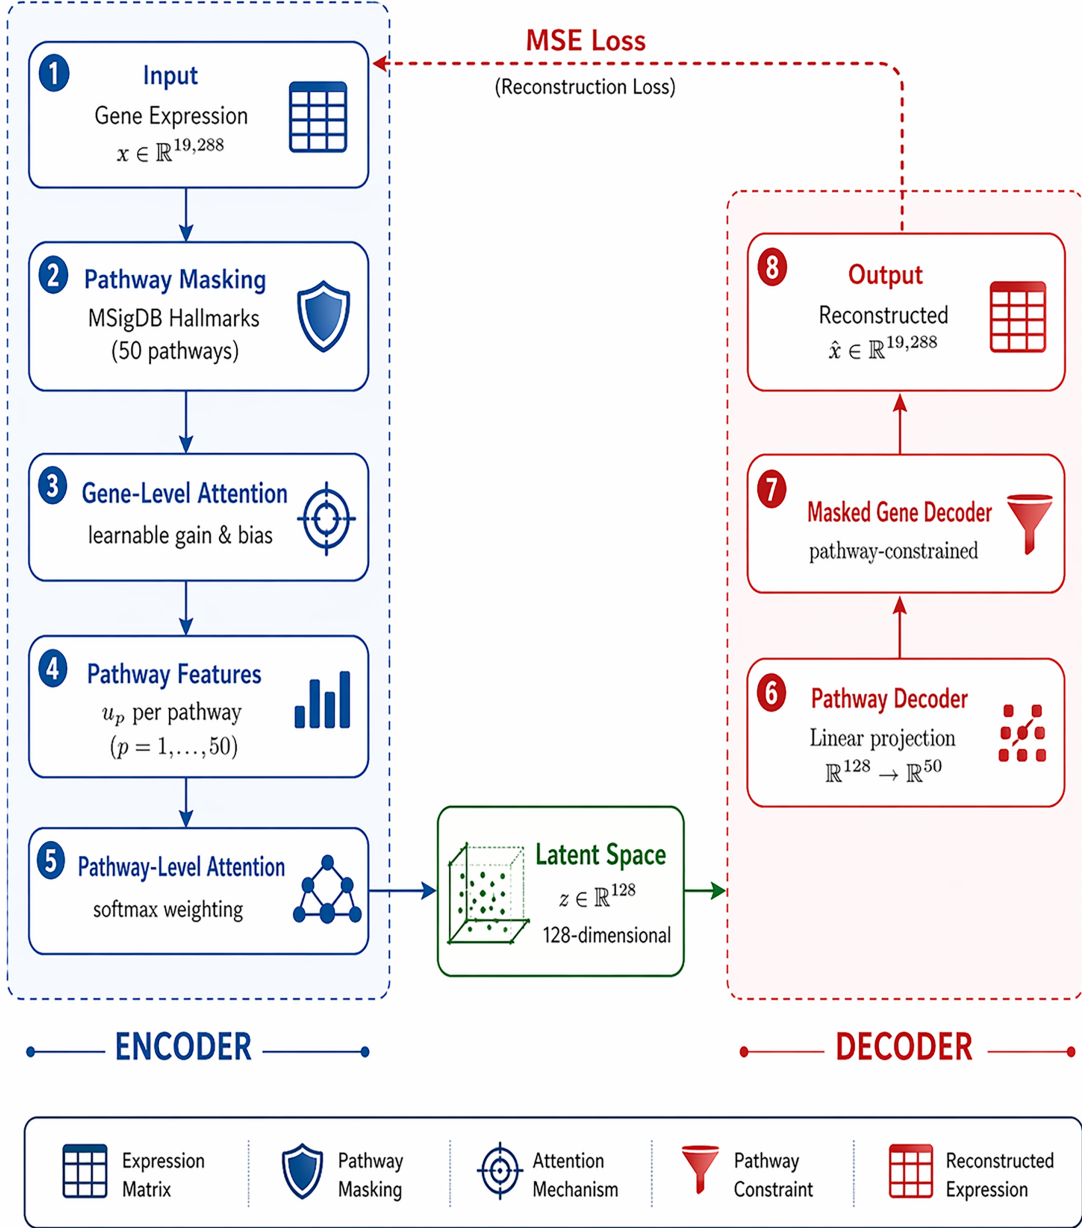 MSE Loss
(Reconstruction Loss)
1
Input
Gene Expression
x ∈ ℝ^19,288
2
Pathway Masking
MSigDB Hallmarks
(50 pathways)
3
Gene-Level Attention
learnable gain & bias
4
Pathway Features
u_p per pathway
(p = 1,…,50)
5
Pathway-Level Attention
softmax weighting
Latent Space
z ∈ ℝ^128
128-dimensional
8
Output
Reconstructed
x̂ ∈ ℝ^19,288
7
Masked Gene Decoder
pathway-constrained
6
Pathway Decoder
Linear projection
ℝ^128 → ℝ^50
ENCODER
DECODER
Expression
Matrix
Pathway
Masking
Attention
Mechanism
Pathway
Constraint
Reconstructed
Expression